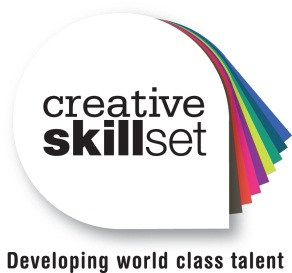 creative
skillset
Developing world class talent